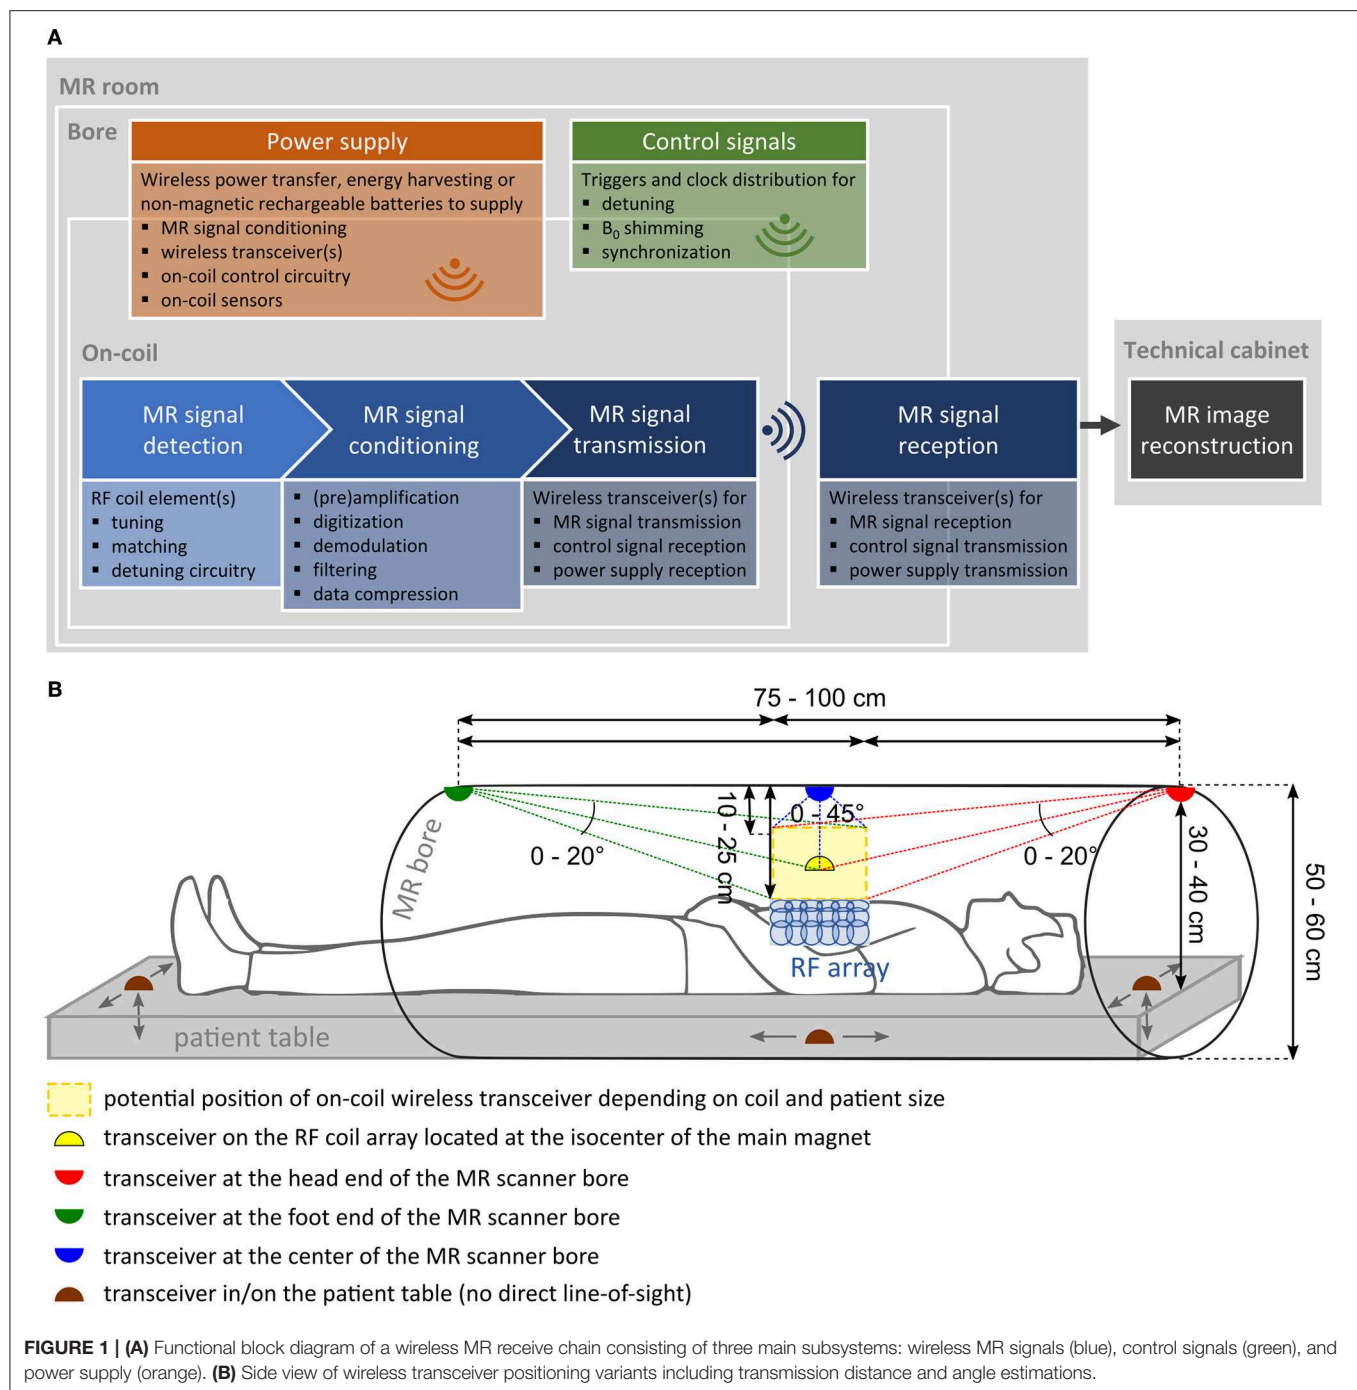 A
MR room
Bore
Power supply
Wireless power transfer, energy harvesting or
non-magnetic rechargeable batteries to supply
▪ MR signal conditioning
▪ wireless transceiver(s)
▪ on-coil control circuitry
▪ on-coil sensors
Control signals
Triggers and clock distribution for
▪ detuning
▪ B₀ shimming
▪ synchronization
On-coil
MR signal
detection
RF coil element(s)
▪ tuning
▪ matching
▪ detuning circuitry
MR signal
conditioning
▪ (pre)amplification
▪ digitization
▪ demodulation
▪ filtering
▪ data compression
MR signal
transmission
Wireless transceiver(s) for
▪ MR signal transmission
▪ control signal reception
▪ power supply reception
MR signal
reception
Wireless transceiver(s) for
▪ MR signal reception
▪ control signal transmission
▪ power supply transmission
Technical cabinet
MR image
reconstruction
B
75 - 100 cm
MR bore
0 - 20°
10 - 25 cm
0 - 45°
0 - 20°
30 - 40 cm
50 - 60 cm
RF array
patient table
potential position of on-coil wireless transceiver depending on coil and patient size
transceiver on the RF coil array located at the isocenter of the main magnet
transceiver at the head end of the MR scanner bore
transceiver at the foot end of the MR scanner bore
transceiver at the center of the MR scanner bore
transceiver in/on the patient table (no direct line-of-sight)
FIGURE 1 | (A) Functional block diagram of a wireless MR receive chain consisting of three main subsystems: wireless MR signals (blue), control signals (green), and
power supply (orange). (B) Side view of wireless transceiver positioning variants including transmission distance and angle estimations.